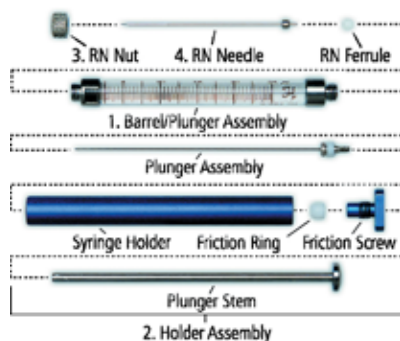 3. RN Nut 4. RN Needle RN Ferrule
1. Barrel/Plunger Assembly
Plunger Assembly
Syringe Holder Friction Ring Friction Screw
Plunger Stem
2. Holder Assembly